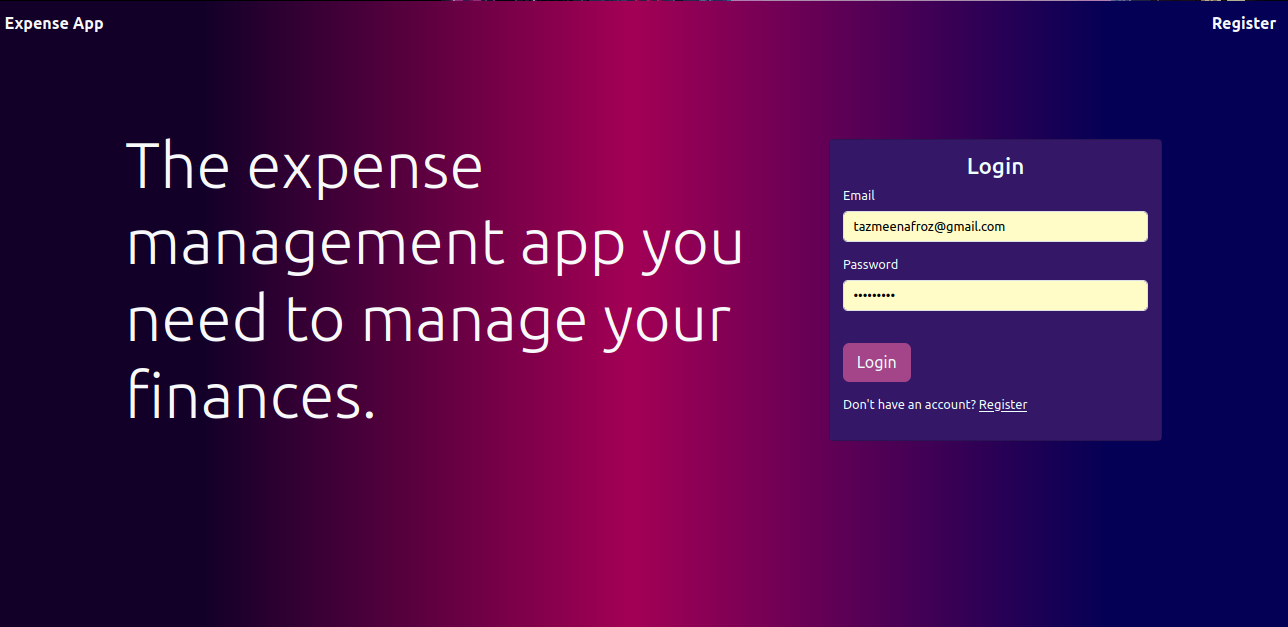 Expense App
Register
The expense
management app you
need to manage your
finances.
Login
Email
tazmeenafroz@gmail.com
Password
•••••••••
Login
Don't have an account? Register